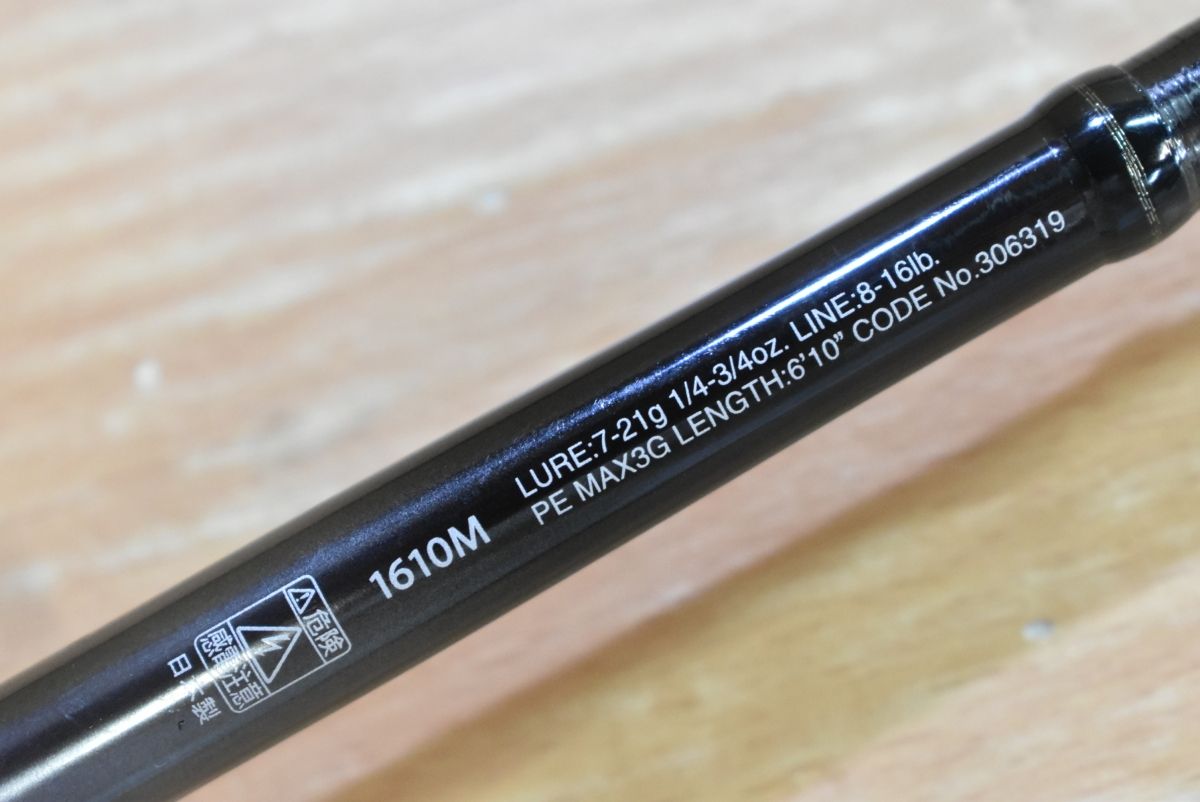 LURE:7-21g 1/4-3/4oz. LINE:8-16lb.
PE MAX3G LENGTH:6'10" CODE No.306319
1610M
危険
感電注意
日本製